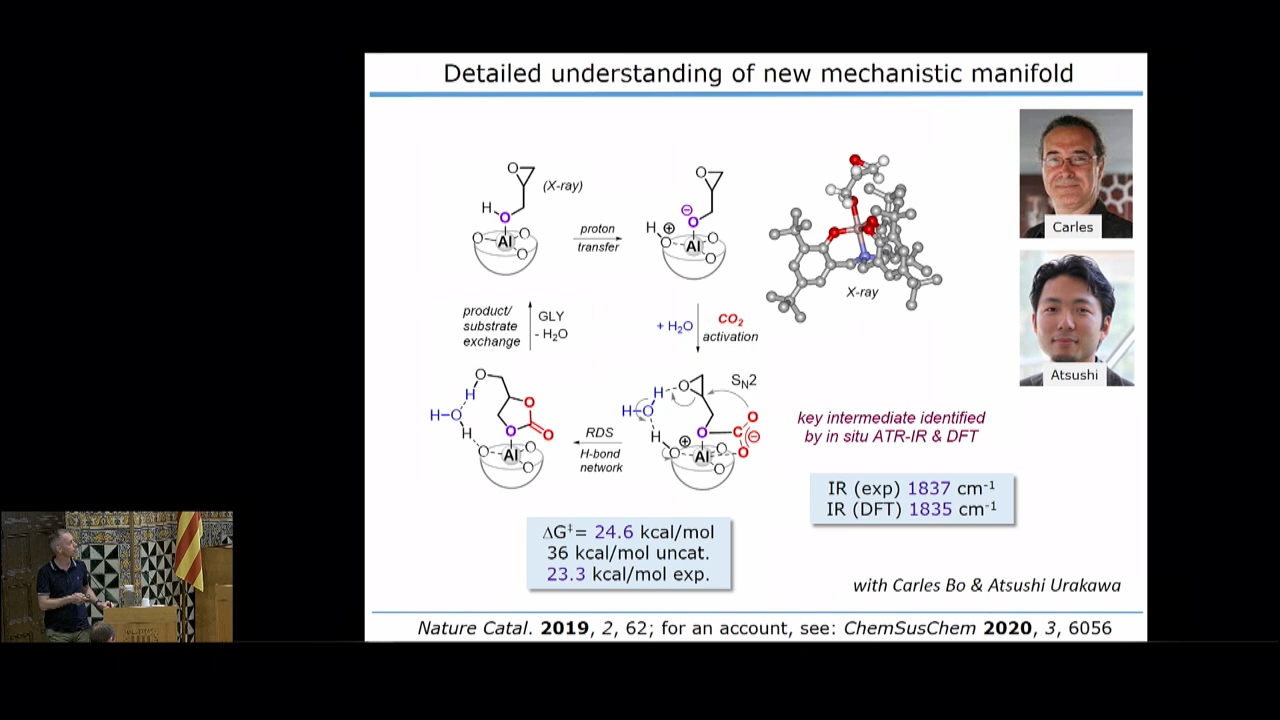 Detailed understanding of new mechanistic manifold
O
(X-ray)
H
O
O
Al
O
O
proton
transfer
O
⊖
H ⊕
O
O
Al
O
O
X-ray
Carles
Atsushi
product/
substrate
exchange
GLY
- H2O
+ H2O
CO2
activation
O
H
H-O
H
O
O
O
O
Al
O
O
RDS
H-bond
network
SN2
H
O
H-O
H
O
O
C
⊖
O
⊕
O
Al
O
O
key intermediate identified
by in situ ATR-IR & DFT
IR (exp) 1837 cm-1
IR (DFT) 1835 cm-1
ΔG‡= 24.6 kcal/mol
36 kcal/mol uncat.
23.3 kcal/mol exp.
with Carles Bo & Atsushi Urakawa
Nature Catal. 2019, 2, 62; for an account, see: ChemSusChem 2020, 3, 6056